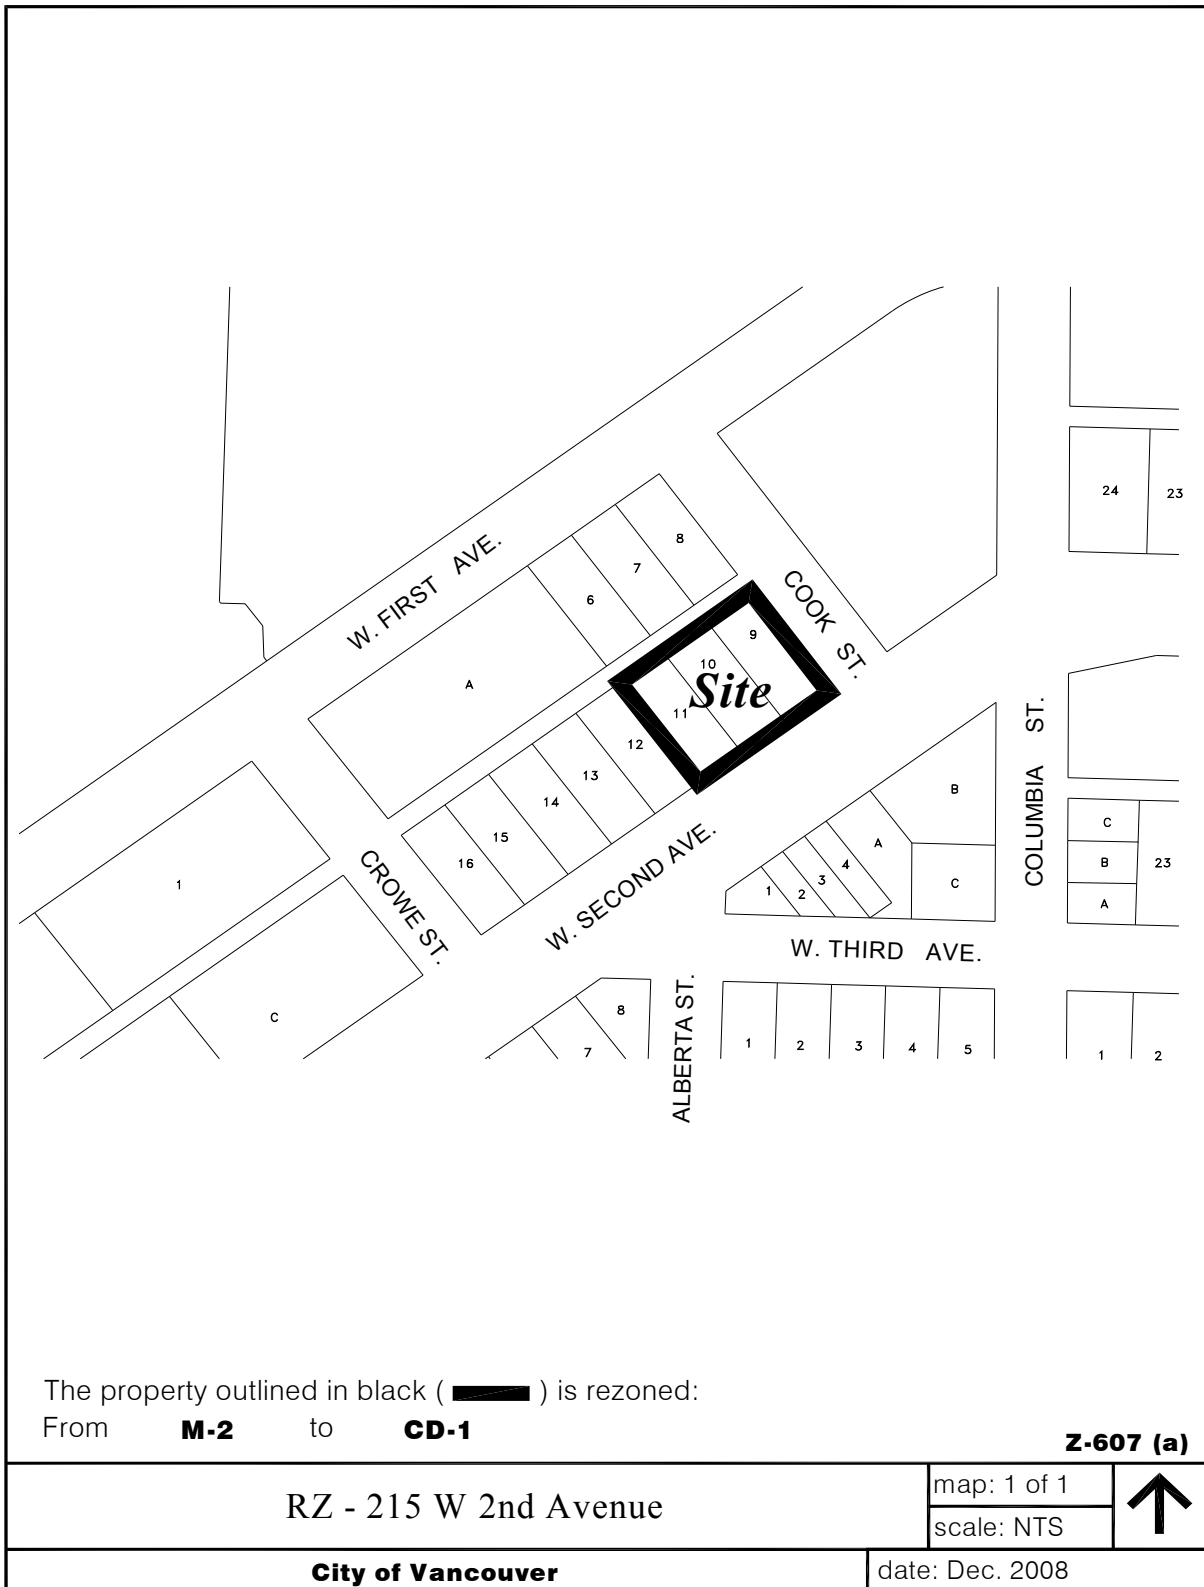 24
23
8
W. FIRST AVE.
7
COOK ST.
6
9
10
Site
A
11
12
COLUMBIA ST.
13
14
B
15
C
A
16
4
B
23
3
1
CROWE ST.
W. SECOND AVE.
1
2
C
A
W. THIRD AVE.
ALBERTA ST.
8
C
7
1
2
3
4
5
1
2
The property outlined in black ( ) is rezoned:
From M-2 to CD-1
Z-607 (a)
RZ - 215 W 2nd Avenue
map: 1 of 1
scale: NTS
City of Vancouver
date: Dec. 2008